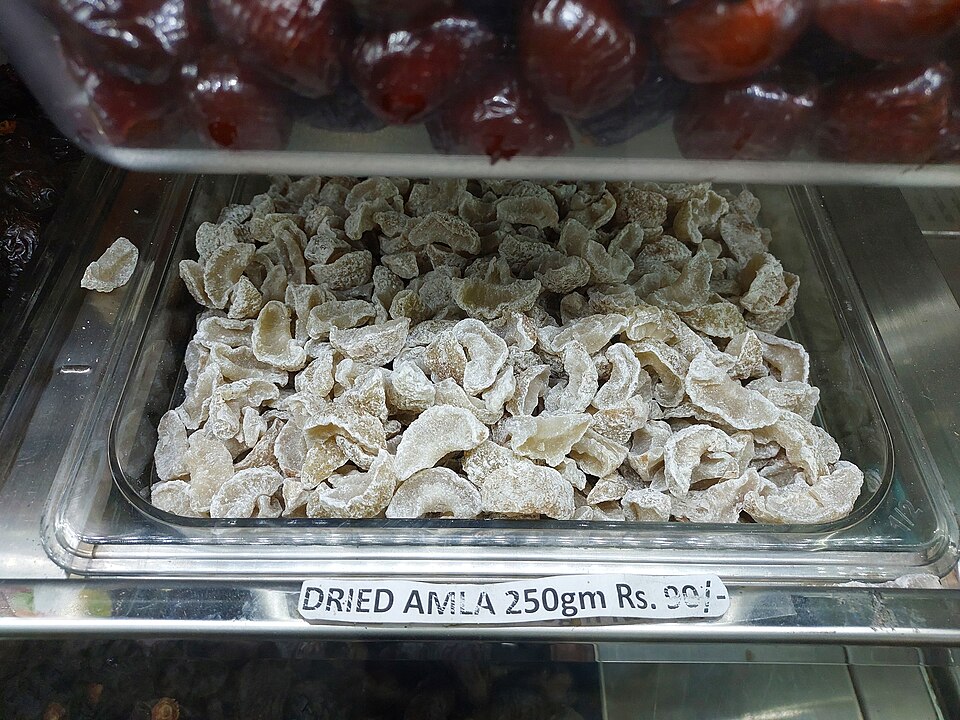 DRIED AMLA 250gm Rs. 90/-